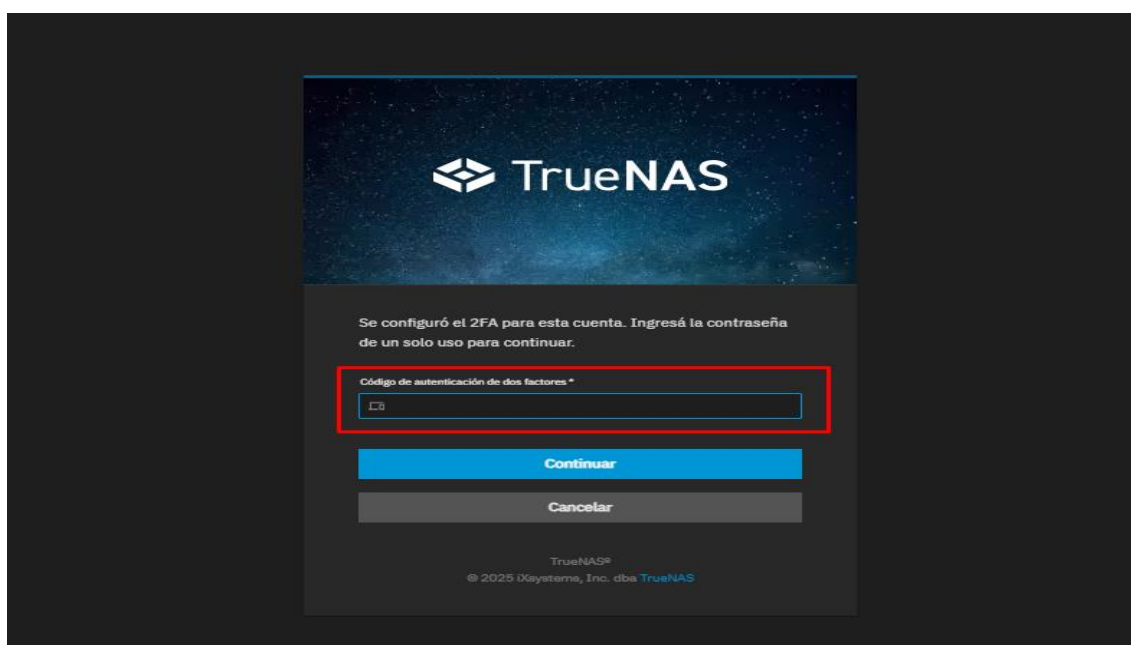 TrueNAS
Se configuró el 2FA para esta cuenta. Ingresá la contraseña
de un solo uso para continuar.
Código de autenticación de dos factores *
Continuar
Cancelar
TrueNAS®
© 2025 iXsystems, Inc. dba TrueNAS